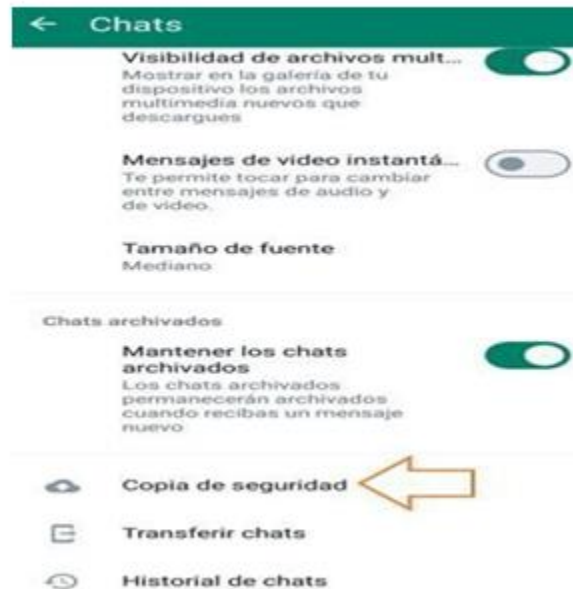 Chats
Visibilidad de archivos mult...
Mostrar en la galería de tu
dispositivo los archivos
multimedia nuevos que
descargues
Mensajes de video instantá...
Te permite tocar para cambiar
entre mensajes de audio y
de video.
Tamaño de fuente
Mediano
Chats archivados
Mantener los chats
archivados
Los chats archivados
permanecerán archivados
cuando recibas un mensaje
nuevo
Copia de seguridad
Transferir chats
Historial de chats